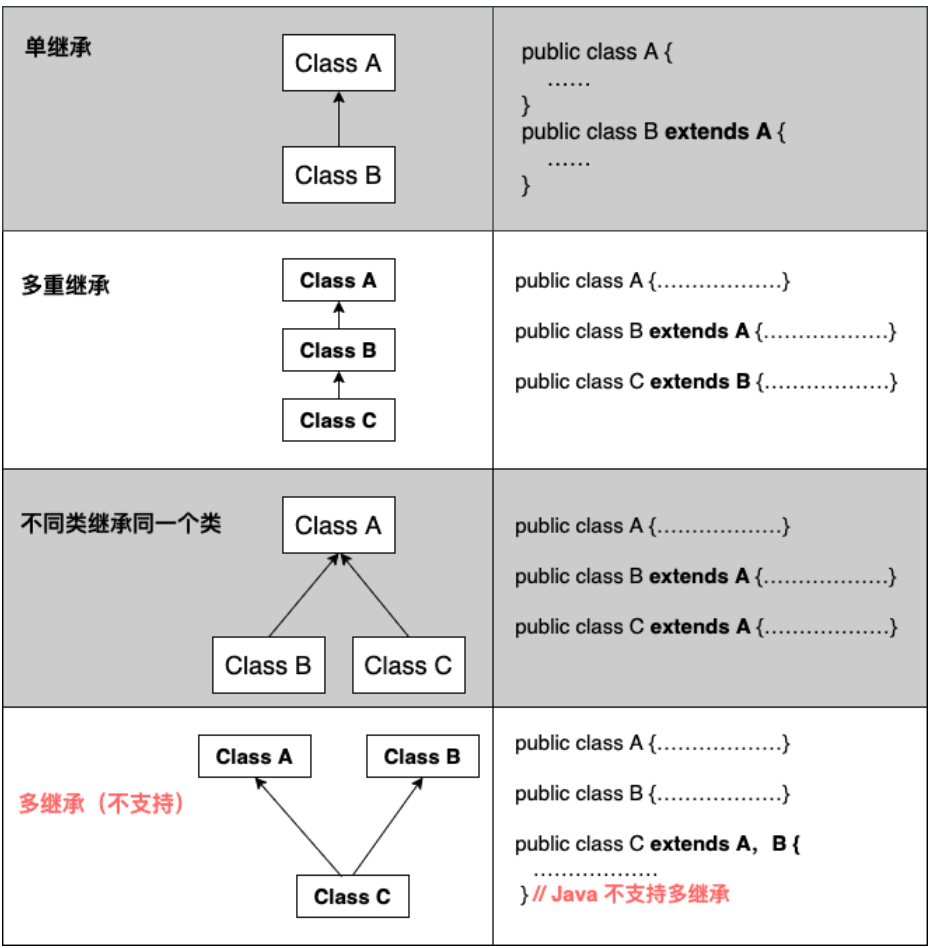 单继承
Class A
Class B
public class A {
……
}
public class B extends A {
……
}
多重继承
Class A
Class B
Class C
public class A {………………}
public class B extends A {………………}
public class C extends B {………………}
不同类继承同一个类
Class A
Class B
Class C
public class A {………………}
public class B extends A {………………}
public class C extends A {………………}
多继承（不支持）
Class A
Class B
Class C
public class A {………………}
public class B {………………}
public class C extends A，B {
………………
} // Java 不支持多继承